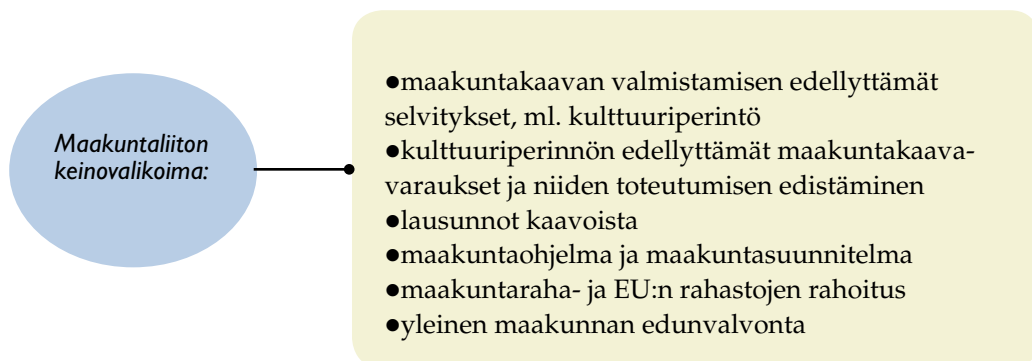 Maakuntaliiton
keinovalikoima:
●maakuntakaavan valmistamisen edellyttämät
selvitykset, ml. kulttuuriperintö
●kulttuuriperinnön edellyttämät maakuntakaava-
varaukset ja niiden toteutumisen edistäminen
●lausunnot kaavoista
●maakuntaohjelma ja maakuntasuunnitelma
●maakuntaraha- ja EU:n rahastojen rahoitus
●yleinen maakunnan edunvalvonta